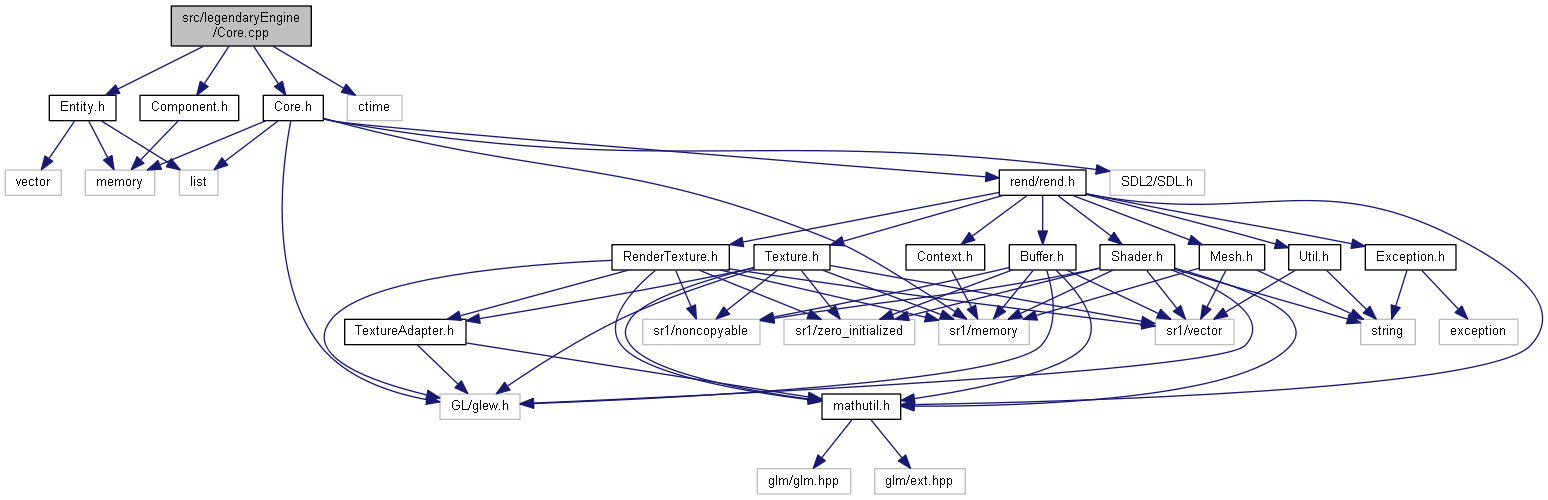 src/legendaryEngine
/Core.cpp
Entity.h
Component.h
Core.h
ctime
vector
memory
list
rend/rend.h
SDL2/SDL.h
RenderTexture.h
Texture.h
Context.h
Buffer.h
Shader.h
Mesh.h
Util.h
Exception.h
TextureAdapter.h
sr1/noncopyable
sr1/zero_initialized
sr1/memory
sr1/vector
string
exception
GL/glew.h
mathutil.h
glm/glm.hpp
glm/ext.hpp